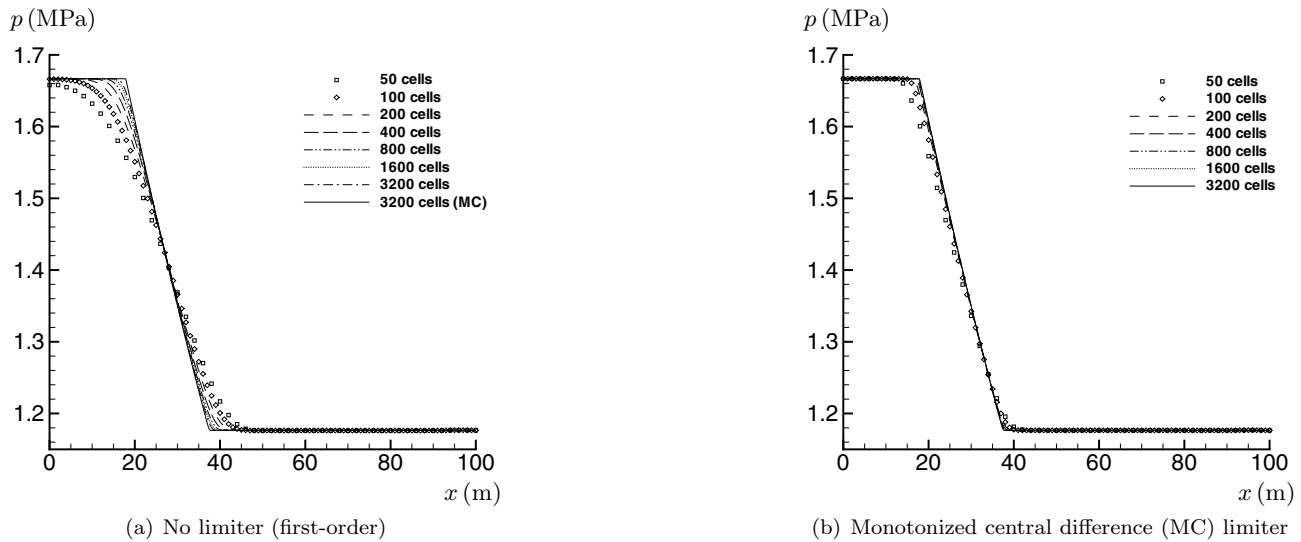 p (MPa)
1.7
1.6
1.5
1.4
1.3
1.2
0
20
40
60
80
100
x (m)
50 cells
100 cells
200 cells
400 cells
800 cells
1600 cells
3200 cells
3200 cells (MC)
(a) No limiter (first-order)
p (MPa)
1.7
1.6
1.5
1.4
1.3
1.2
0
20
40
60
80
100
x (m)
50 cells
100 cells
200 cells
400 cells
800 cells
1600 cells
3200 cells
(b) Monotonized central difference (MC) limiter